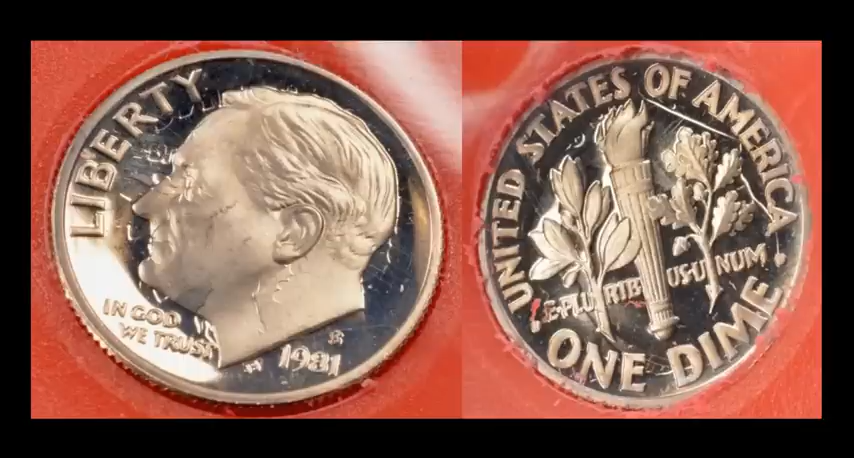 LIBERTY
IN GOD
WE TRUST
S
1981
UNITED STATES OF AMERICA
E·PLURIBUS·UNUM
ONE DIME